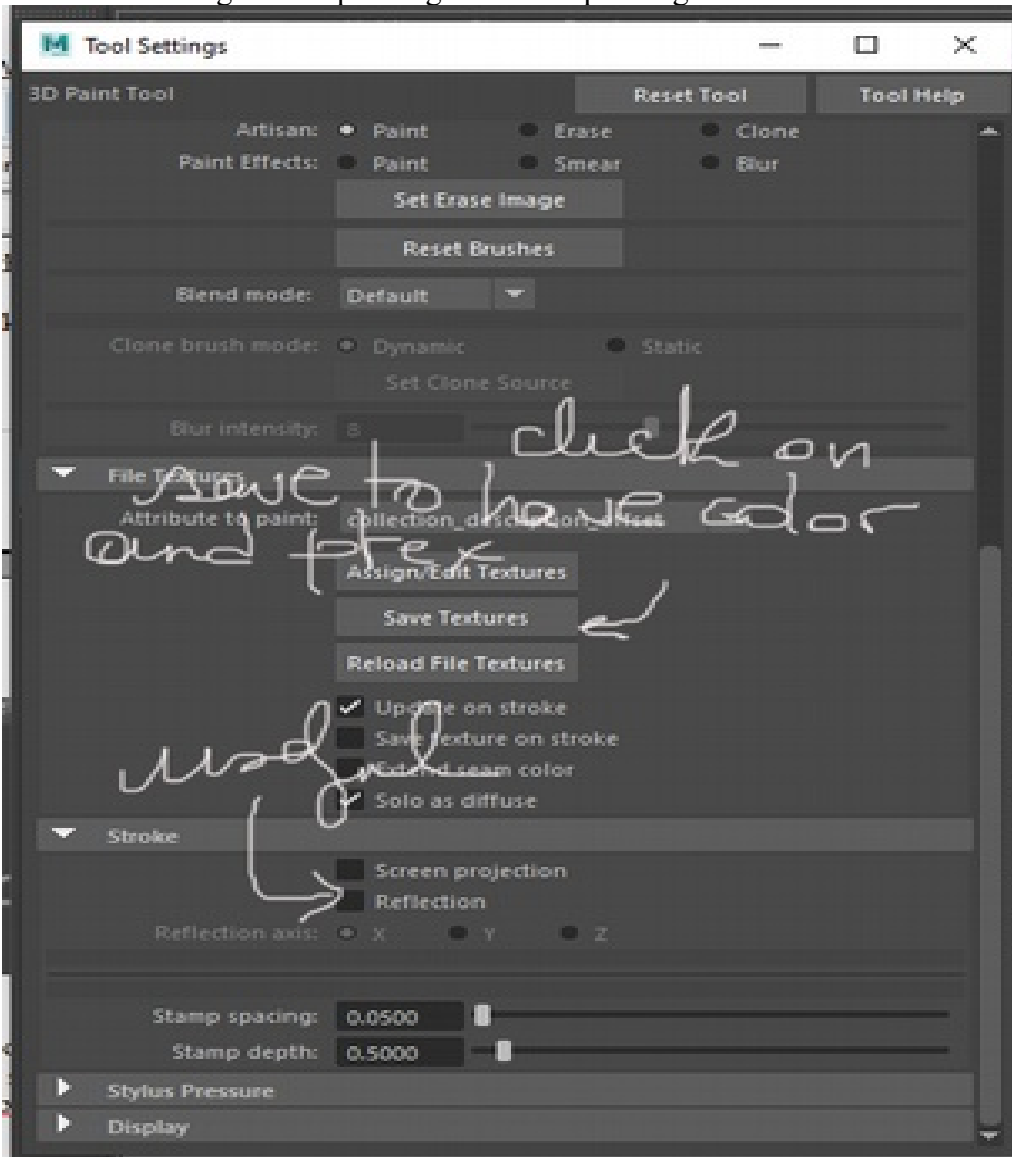 Tool Settings
3D Paint Tool Reset Tool Tool Help
Artisan: Paint Erase Clone
Paint Effects: Paint Smear Blur
Set Erase Image
Reset Brushes
Blend mode: Default
Clone brush mode: Dynamic Static
Set Clone Source
Blur intensity: 8
click on
File Textures
save to have color
Attribute to paint: collection_description_offset
and ptex
Assign/Edit Textures
Save Textures
Reload File Textures
Update on stroke
Save texture on stroke
Extend seam color
Solo as diffuse
Stroke
Screen projection
Reflection
Reflection axis: X Y Z
Stamp spacing: 0.0500
Stamp depth: 0.5000
Stylus Pressure
Display